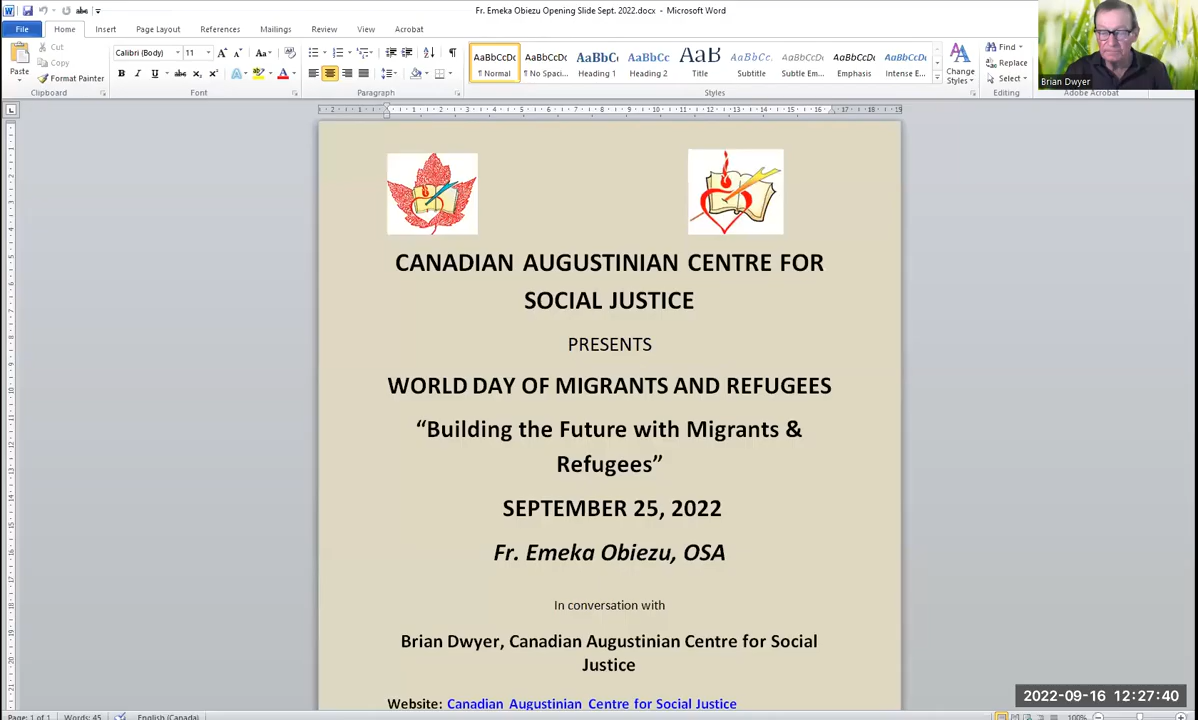 Fr. Emeka Obiezu Opening Slide Sept. 2022.docx - Microsoft Word
File Home Insert Page Layout References Mailings Review View Acrobat
Paste
Cut
Copy
Format Painter
Clipboard
Calibri (Body) 11
Font
Paragraph
AaBbCcDc AaBbCcDc AaBbC AaBbCc AaB AaBbCc. AaBbCcD AaBbCcDc AaBbCcD
¶ Normal ¶ No Spaci... Heading 1 Heading 2 Title Subtitle Subtle Em... Emphasis Intense E...
Styles
Change
Styles
Find
Replace
Select
Editing
Adobe Acrobat
Brian Dwyer
CANADIAN AUGUSTINIAN CENTRE FOR
SOCIAL JUSTICE
PRESENTS
WORLD DAY OF MIGRANTS AND REFUGEES
“Building the Future with Migrants &
Refugees”
SEPTEMBER 25, 2022
Fr. Emeka Obiezu, OSA
In conversation with
Brian Dwyer, Canadian Augustinian Centre for Social
Justice
Website: Canadian Augustinian Centre for Social Justice
2022-09-16 12:27:40
Page: 1 of 1 Words: 45 English (Canada) 100%